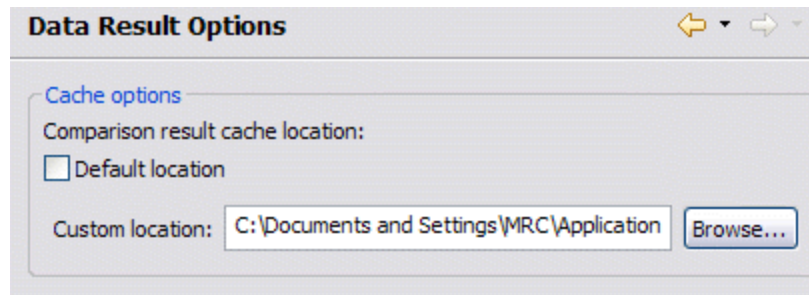 Data Result Options
Cache options
Comparison result cache location:
Default location
Custom location: C:\Documents and Settings\MRC\Application Browse...